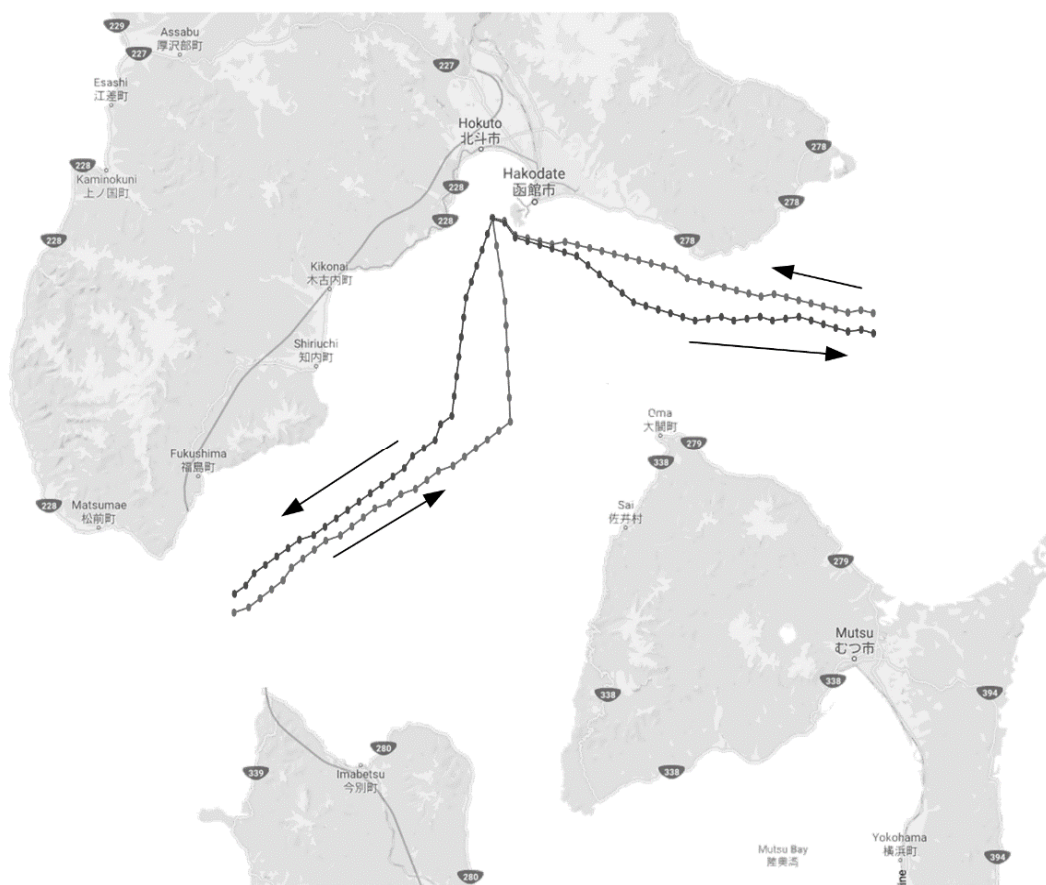 229
Assabu
厚沢部町
227
227
Esashi
江差町
Hokuto
北斗市
278
228
Kaminokuni
上ノ国町
Hakodate
函館市
228
278
228
228
278
Kikonai
木古内町
Shiriuchi
知内町
Oma
大間町
279
Fukushima
福島町
338
228
Matsumae
松前町
Sai
佐井村
279
Mutsu
むつ市
338
338
394
280
339
Imabetsu
今別町
338
Yokohama
横浜町
Mutsu Bay
陸奥湾
394
280
ine